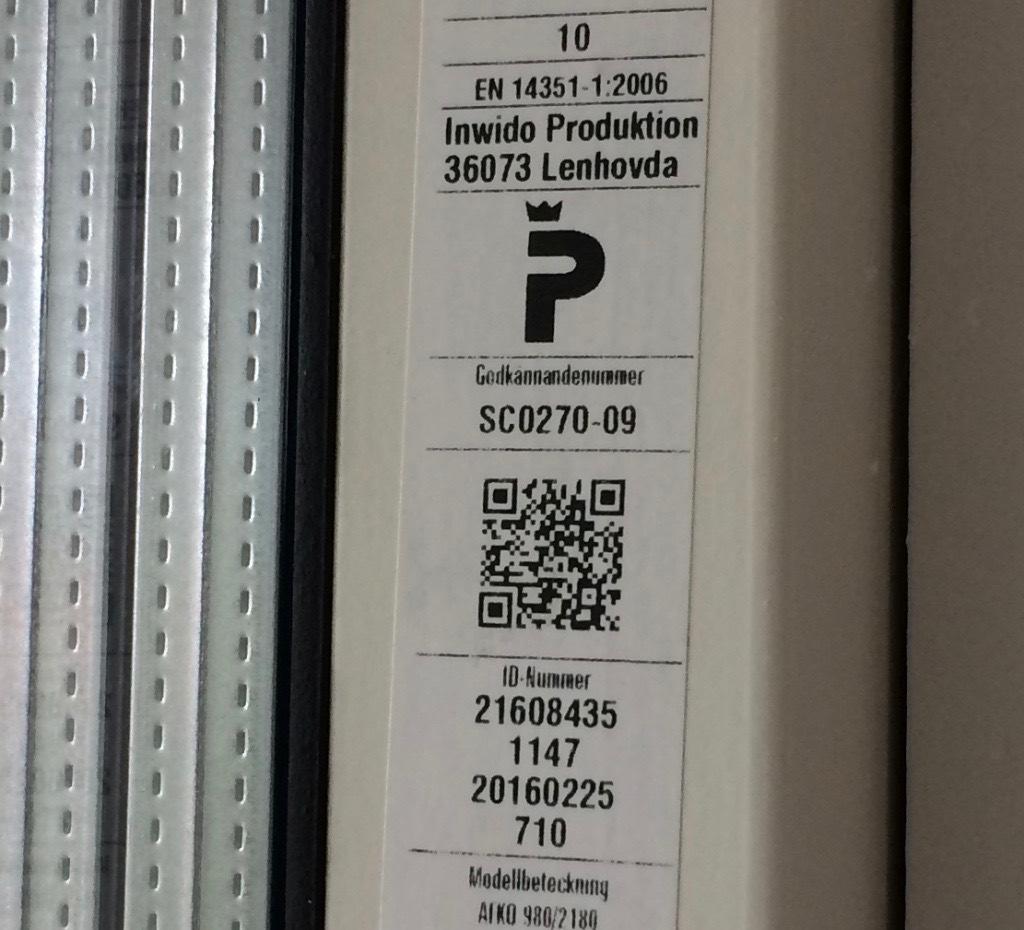 10
EN 14351-1:2006
Inwido Produktion
36073 Lenhovda
P
Godkännandenummer
SC0270-09
ID-Nummer
21608435
1147
20160225
710
Modellbeteckning
AFKO 980/2180